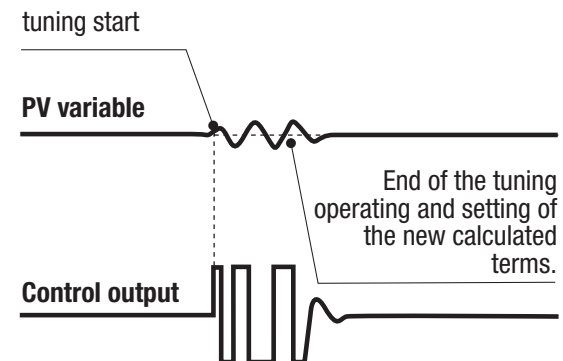 tuning start
PV variable
End of the tuning
operating and setting of
the new calculated
terms.
Control output